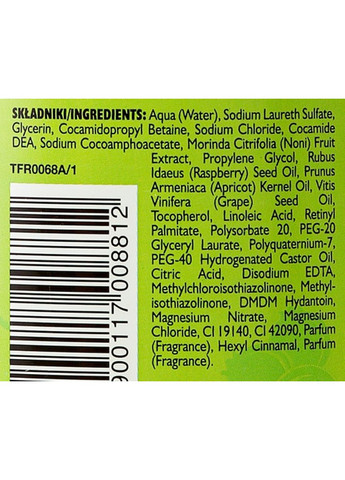 SKŁADNIKI/INGREDIENTS: Aqua (Water), Sodium Laureth Sulfate,
Glycerin, Cocamidopropyl Betaine, Sodium Chloride, Cocamide
DEA, Sodium Cocoamphoacetate, Morinda Citrifolia (Noni) Fruit
Extract, Propylene Glycol, Rubus
TFR0068A/1
Idaeus (Raspberry) Seed Oil, Prunus
Armeniaca (Apricot) Kernel Oil, Vitis
Vinifera (Grape) Seed Oil,
Tocopherol, Linoleic Acid, Retinyl
Palmitate, Polysorbate 20, PEG-20
Glyceryl Laurate, Polyquaternium-7,
PEG-40 Hydrogenated Castor Oil,
Citric Acid, Disodium EDTA,
Methylchloroisothiazolinone, Methyl-
isothiazolinone, DMDM Hydantoin,
Magnesium Nitrate, Magnesium
Chloride, CI 19140, CI 42090, Parfum
(Fragrance), Hexyl Cinnamal, Parfum
(Fragrance).
900117 008812